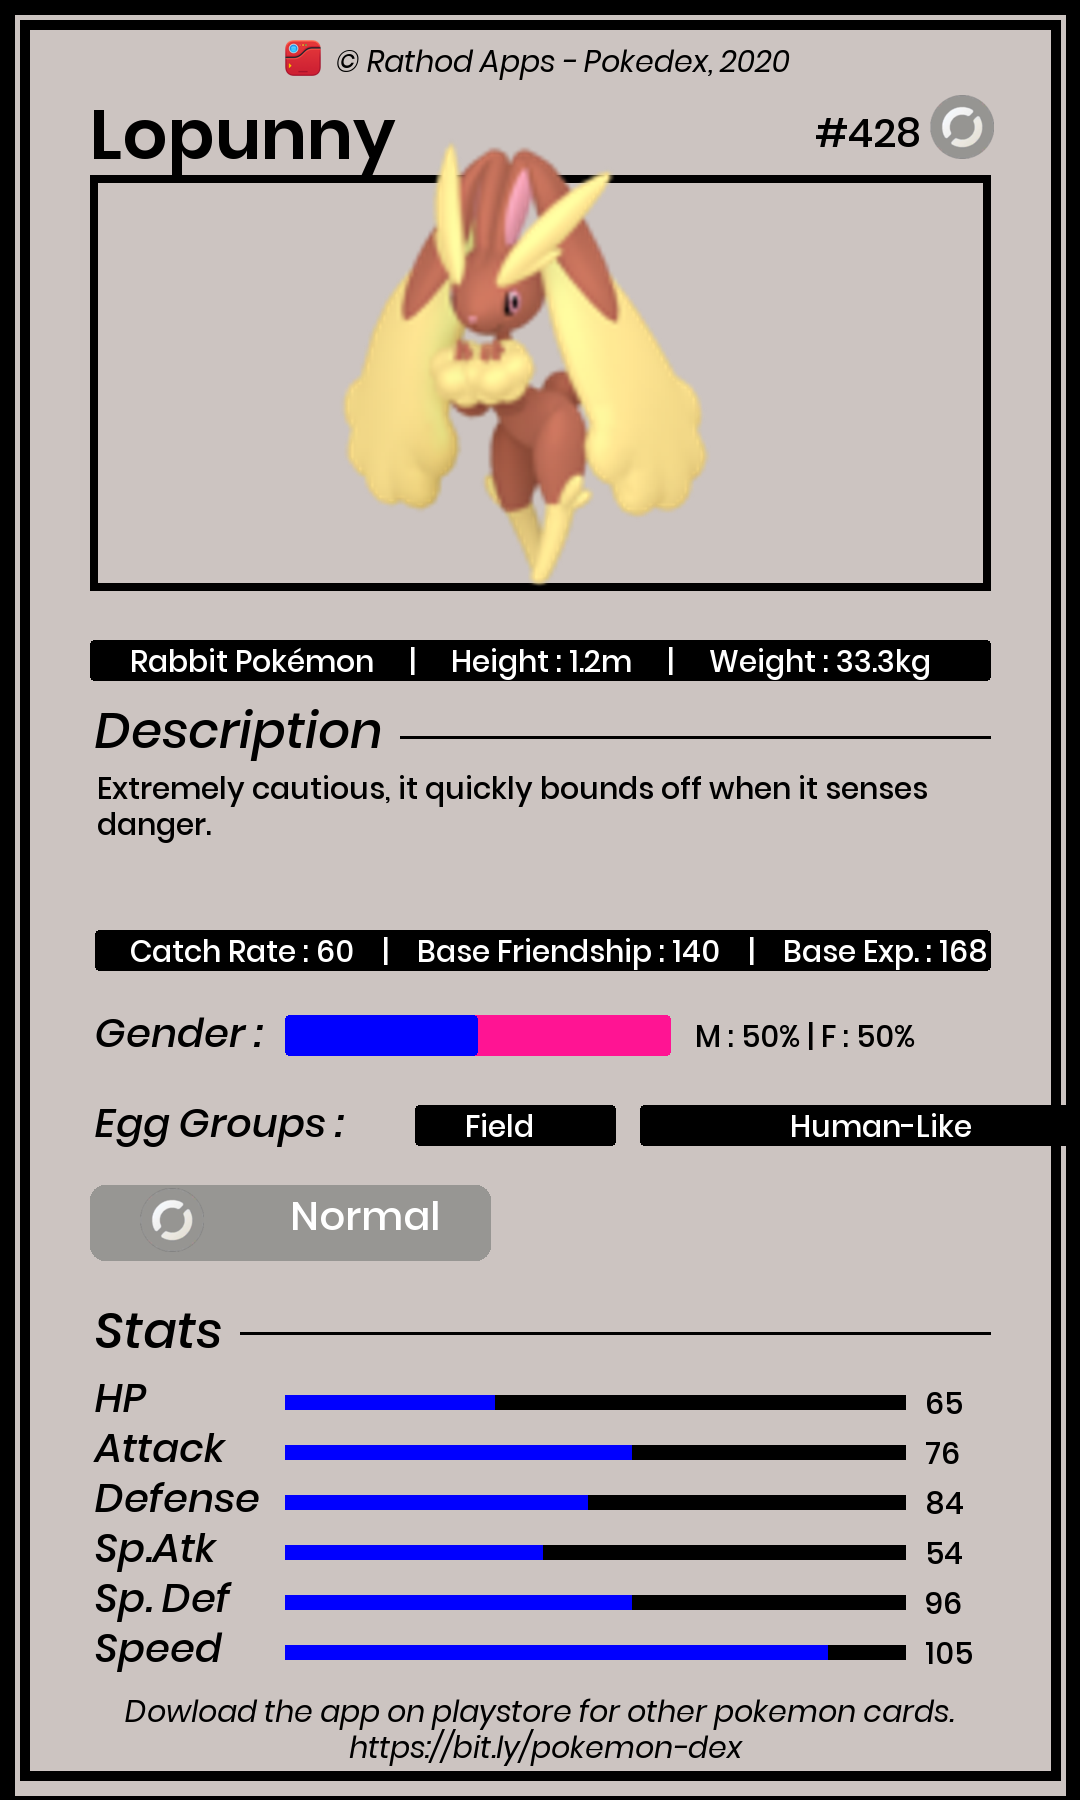 © Rathod Apps - Pokedex, 2020
Lopunny #428
Rabbit Pokémon | Height : 1.2m | Weight : 33.3kg
Description
Extremely cautious, it quickly bounds off when it senses
danger.
Catch Rate : 60 | Base Friendship : 140 | Base Exp. : 168
Gender : M : 50% | F : 50%
Egg Groups : Field Human-Like
Normal
Stats
HP 65
Attack 76
Defense 84
Sp.Atk 54
Sp. Def 96
Speed 105
Dowload the app on playstore for other pokemon cards.
https://bit.ly/pokemon-dex